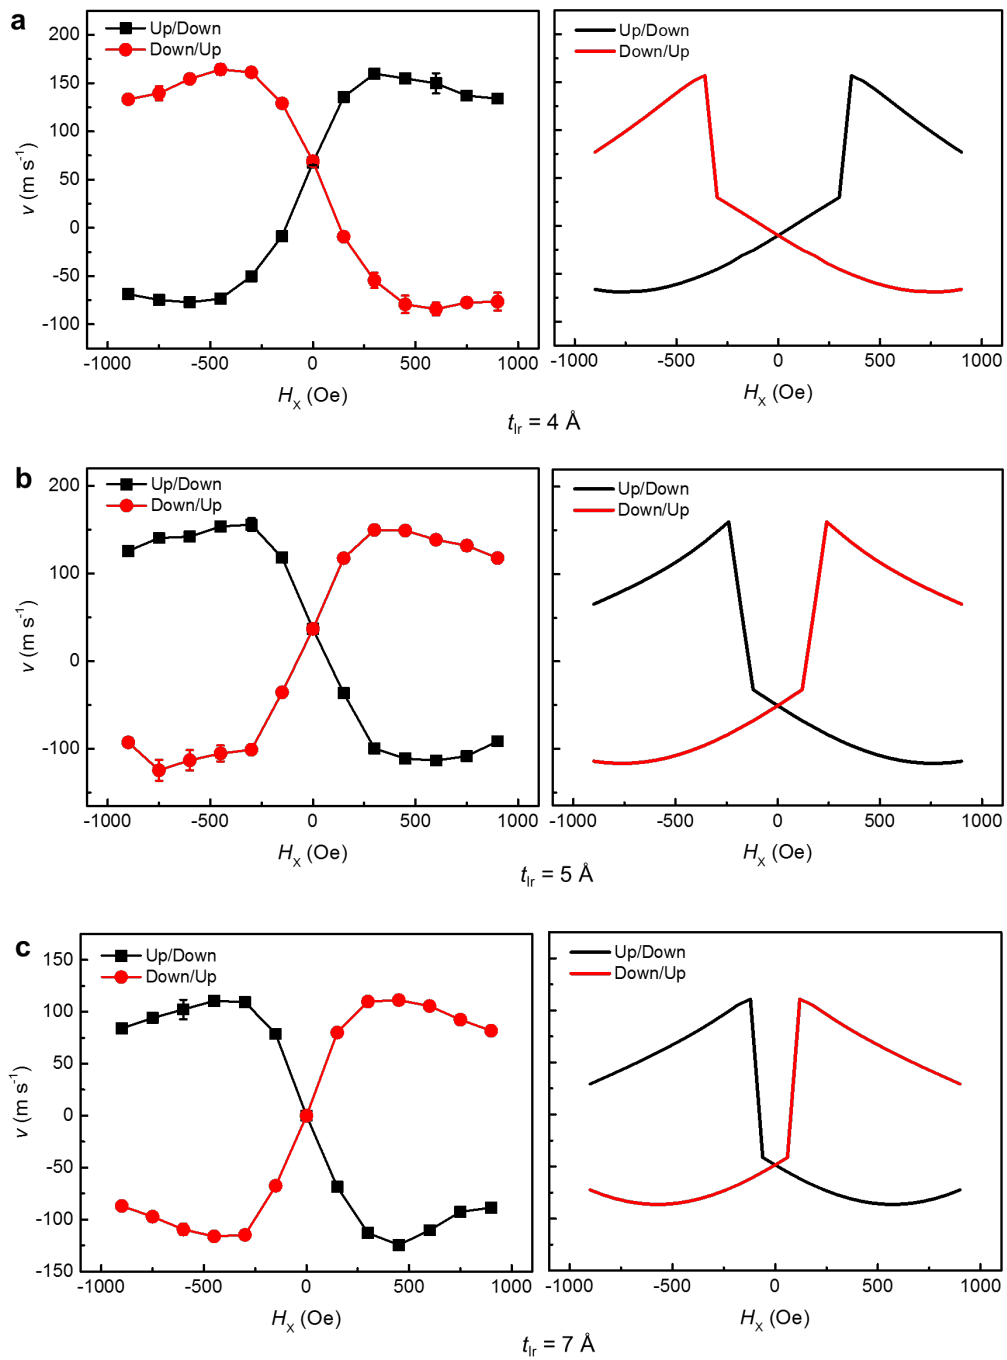 a
Up/Down
Down/Up
200
150
100
50
0
-50
-100
v (m s⁻¹)
-1000 -500 0 500 1000
Hₓ (Oe)
Up/Down
Down/Up
-1000 -500 0 500 1000
Hₓ (Oe)
t_Ir = 4 Å
b
Up/Down
Down/Up
200
100
0
-100
v (m s⁻¹)
-1000 -500 0 500 1000
Hₓ (Oe)
Up/Down
Down/Up
-1000 -500 0 500 1000
Hₓ (Oe)
t_Ir = 5 Å
c
Up/Down
Down/Up
150
100
50
0
-50
-100
-150
v (m s⁻¹)
-1000 -500 0 500 1000
Hₓ (Oe)
Up/Down
Down/Up
-1000 -500 0 500 1000
Hₓ (Oe)
t_Ir = 7 Å